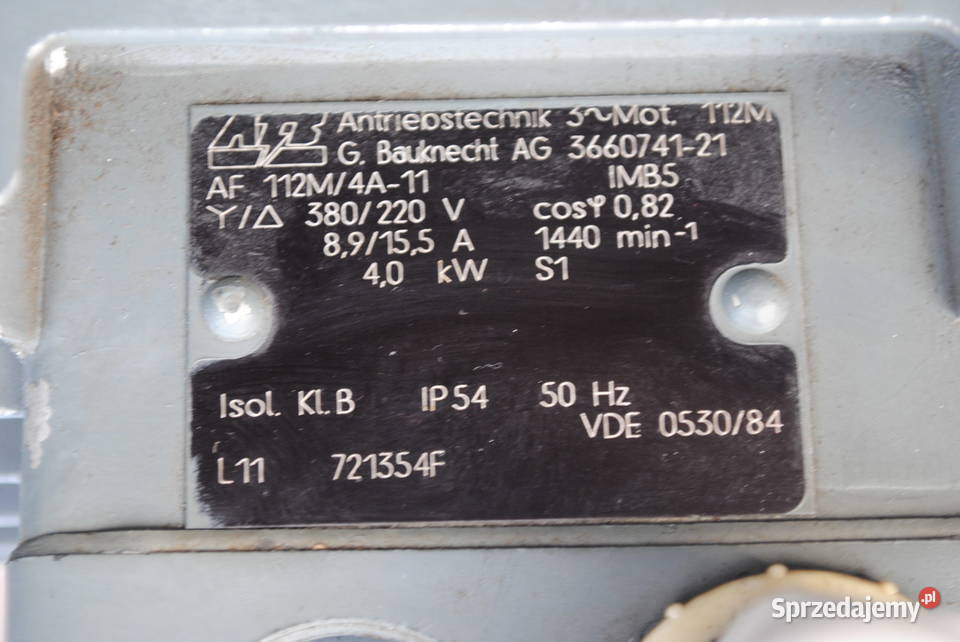 Antriebstechnik 3~Mot. 112M
G. Bauknecht AG 3660741-21
AF 112M/4A-11 IMB5
Y/Δ 380/220 V cosφ 0,82
8,9/15,5 A 1440 min-1
4,0 kW S1
Isol. Kl.B IP54 50 Hz
VDE 0530/84
L11 721354F
Sprzedajemy.pl